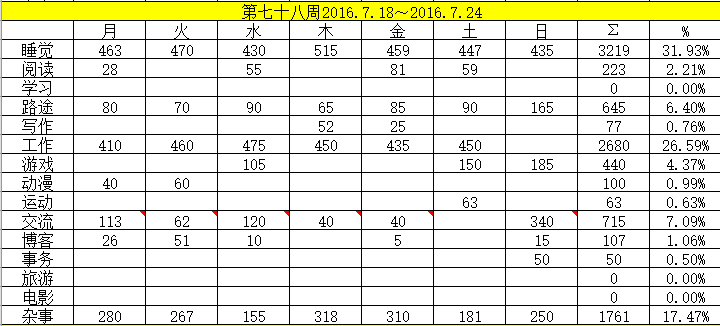 第七十八周2016.7.18～2016.7.24
月 火 水 木 金 土 日 Σ %
睡觉 463 470 430 515 459 447 435 3219 31.93%
阅读 28 55 81 59 223 2.21%
学习 0 0.00%
路途 80 70 90 65 85 90 165 645 6.40%
写作 52 25 77 0.76%
工作 410 460 475 450 435 450 2680 26.59%
游戏 105 150 185 440 4.37%
动漫 40 60 100 0.99%
运动 63 63 0.63%
交流 113 62 120 40 40 340 715 7.09%
博客 26 51 10 5 15 107 1.06%
事务 50 50 0.50%
旅游 0 0.00%
电影 0 0.00%
杂事 280 267 155 318 310 181 250 1761 17.47%